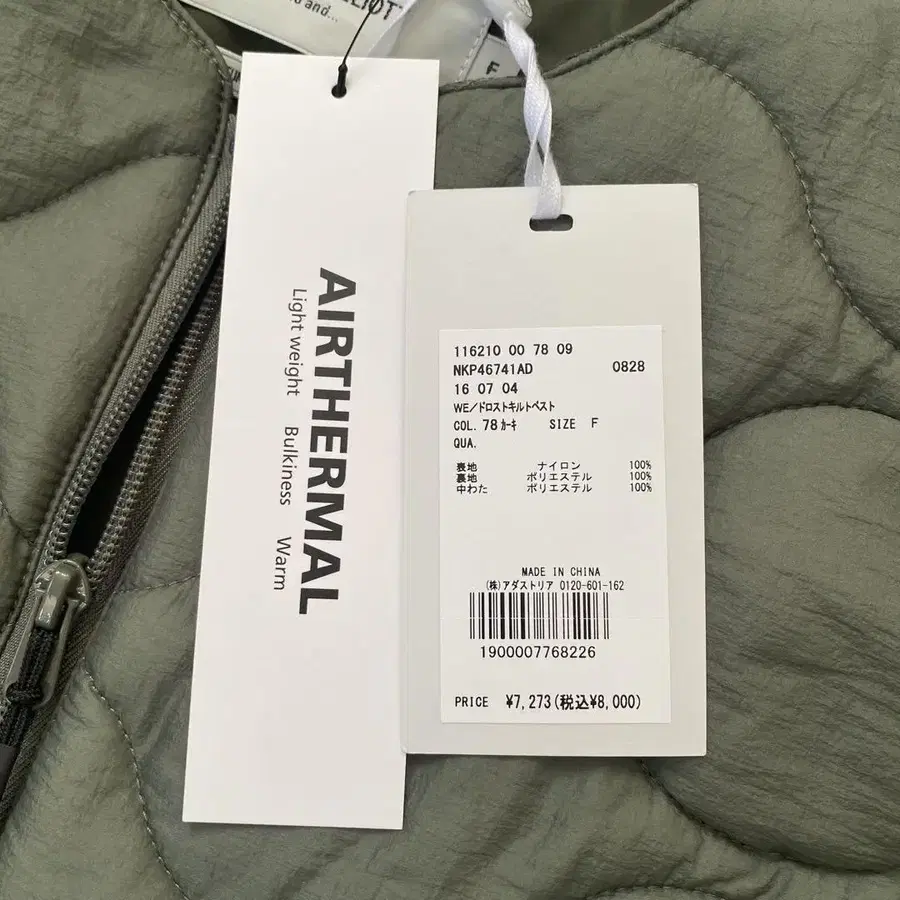 and...
F
AIRTHERMAL
Light weight Bulkiness Warm
116210 00 78 09
NKP46741AD 0828
16 07 04
WE/ドロストキルトベスト
COL. 78 カーキ SIZE F
QUA.
表地 ナイロン 100%
裏地 ポリエステル 100%
中わた ポリエステル 100%
MADE IN CHINA
(株)アダストリア 0120-601-162
1900007768226
PRICE ¥7,273(税込¥8,000)